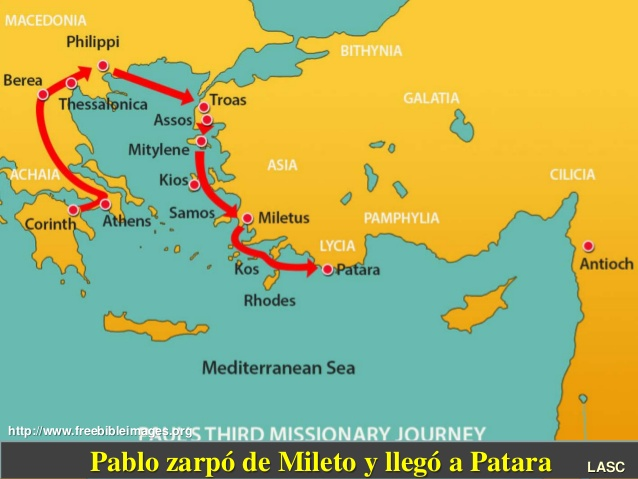 MACEDONIA
Philippi
BITHYNIA
Berea
Thessalonica
Troas
GALATIA
Assos
Mitylene
ASIA
ACHAIA
Kios
CILICIA
Corinth
Athens
Samos
Miletus
PAMPHYLIA
LYCIA
Kos
Patara
Antioch
Rhodes
Mediterranean Sea
http://www.freebibleimages.org
PAUL'S THIRD MISSIONARY JOURNEY
Pablo zarpó de Mileto y llegó a Patara
LASC